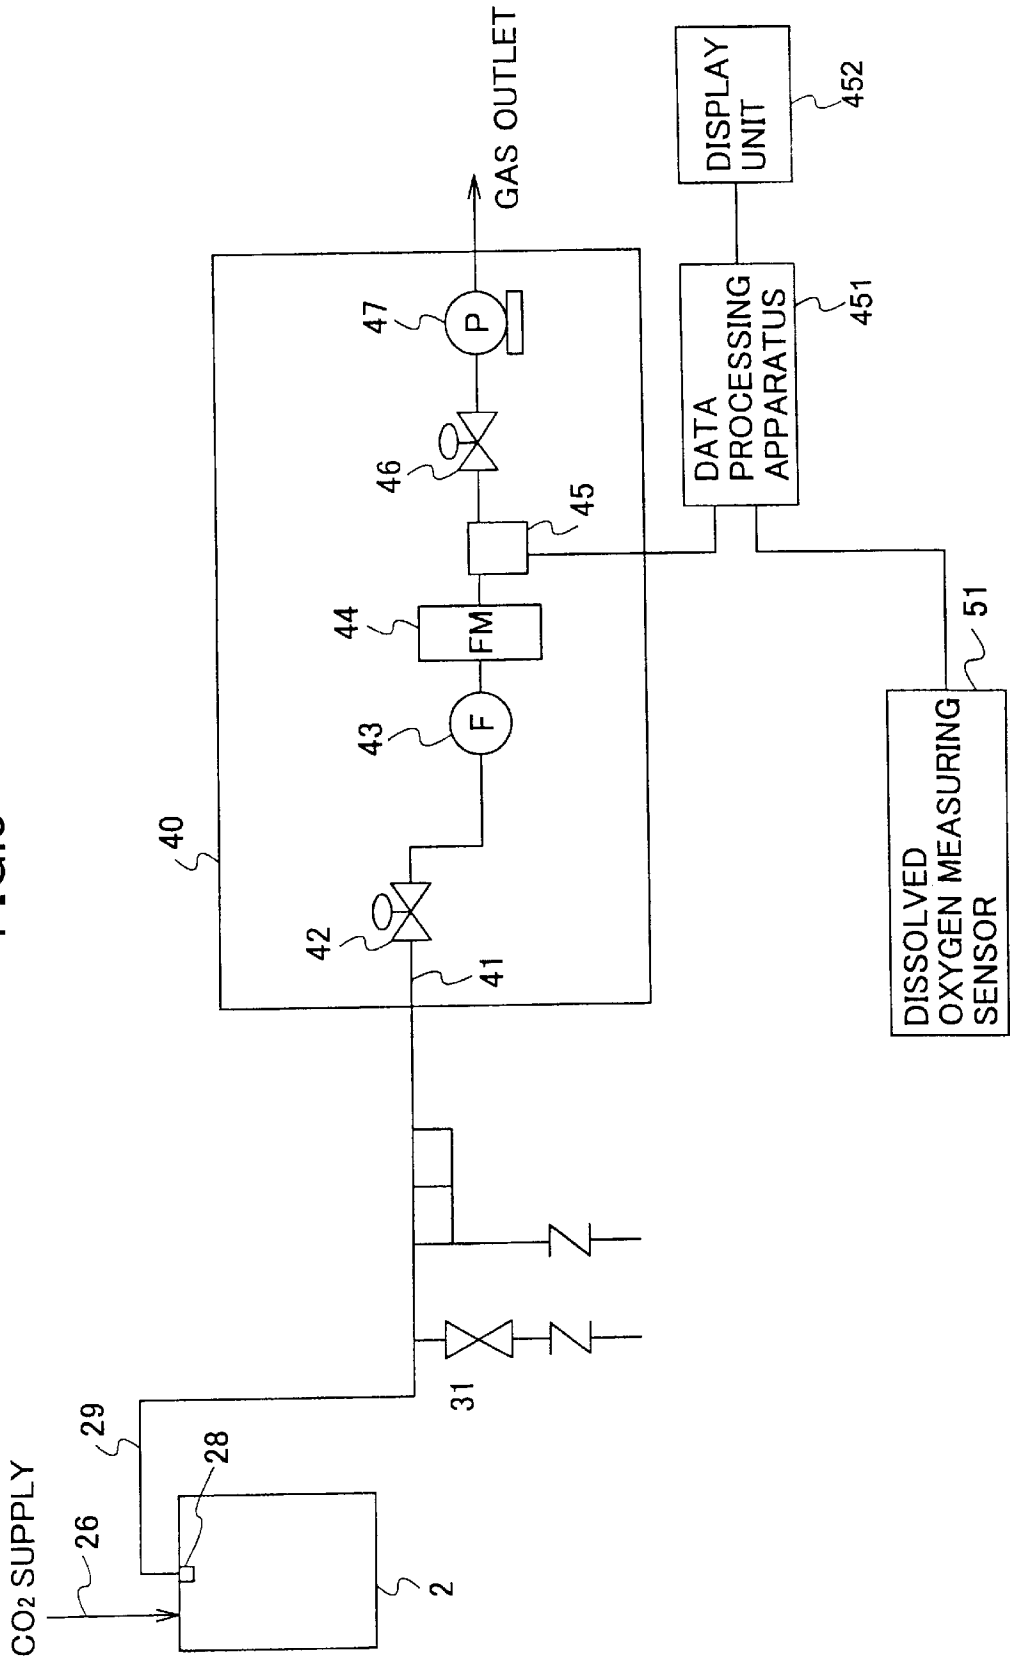 CO2 SUPPLY
26
29
28
2
31
40
41
42
43
F
44
FM
45
46
47
P
GAS OUTLET
DATA
PROCESSING
APPARATUS
451
DISPLAY
UNIT
452
DISSOLVED
OXYGEN MEASURING
SENSOR
51